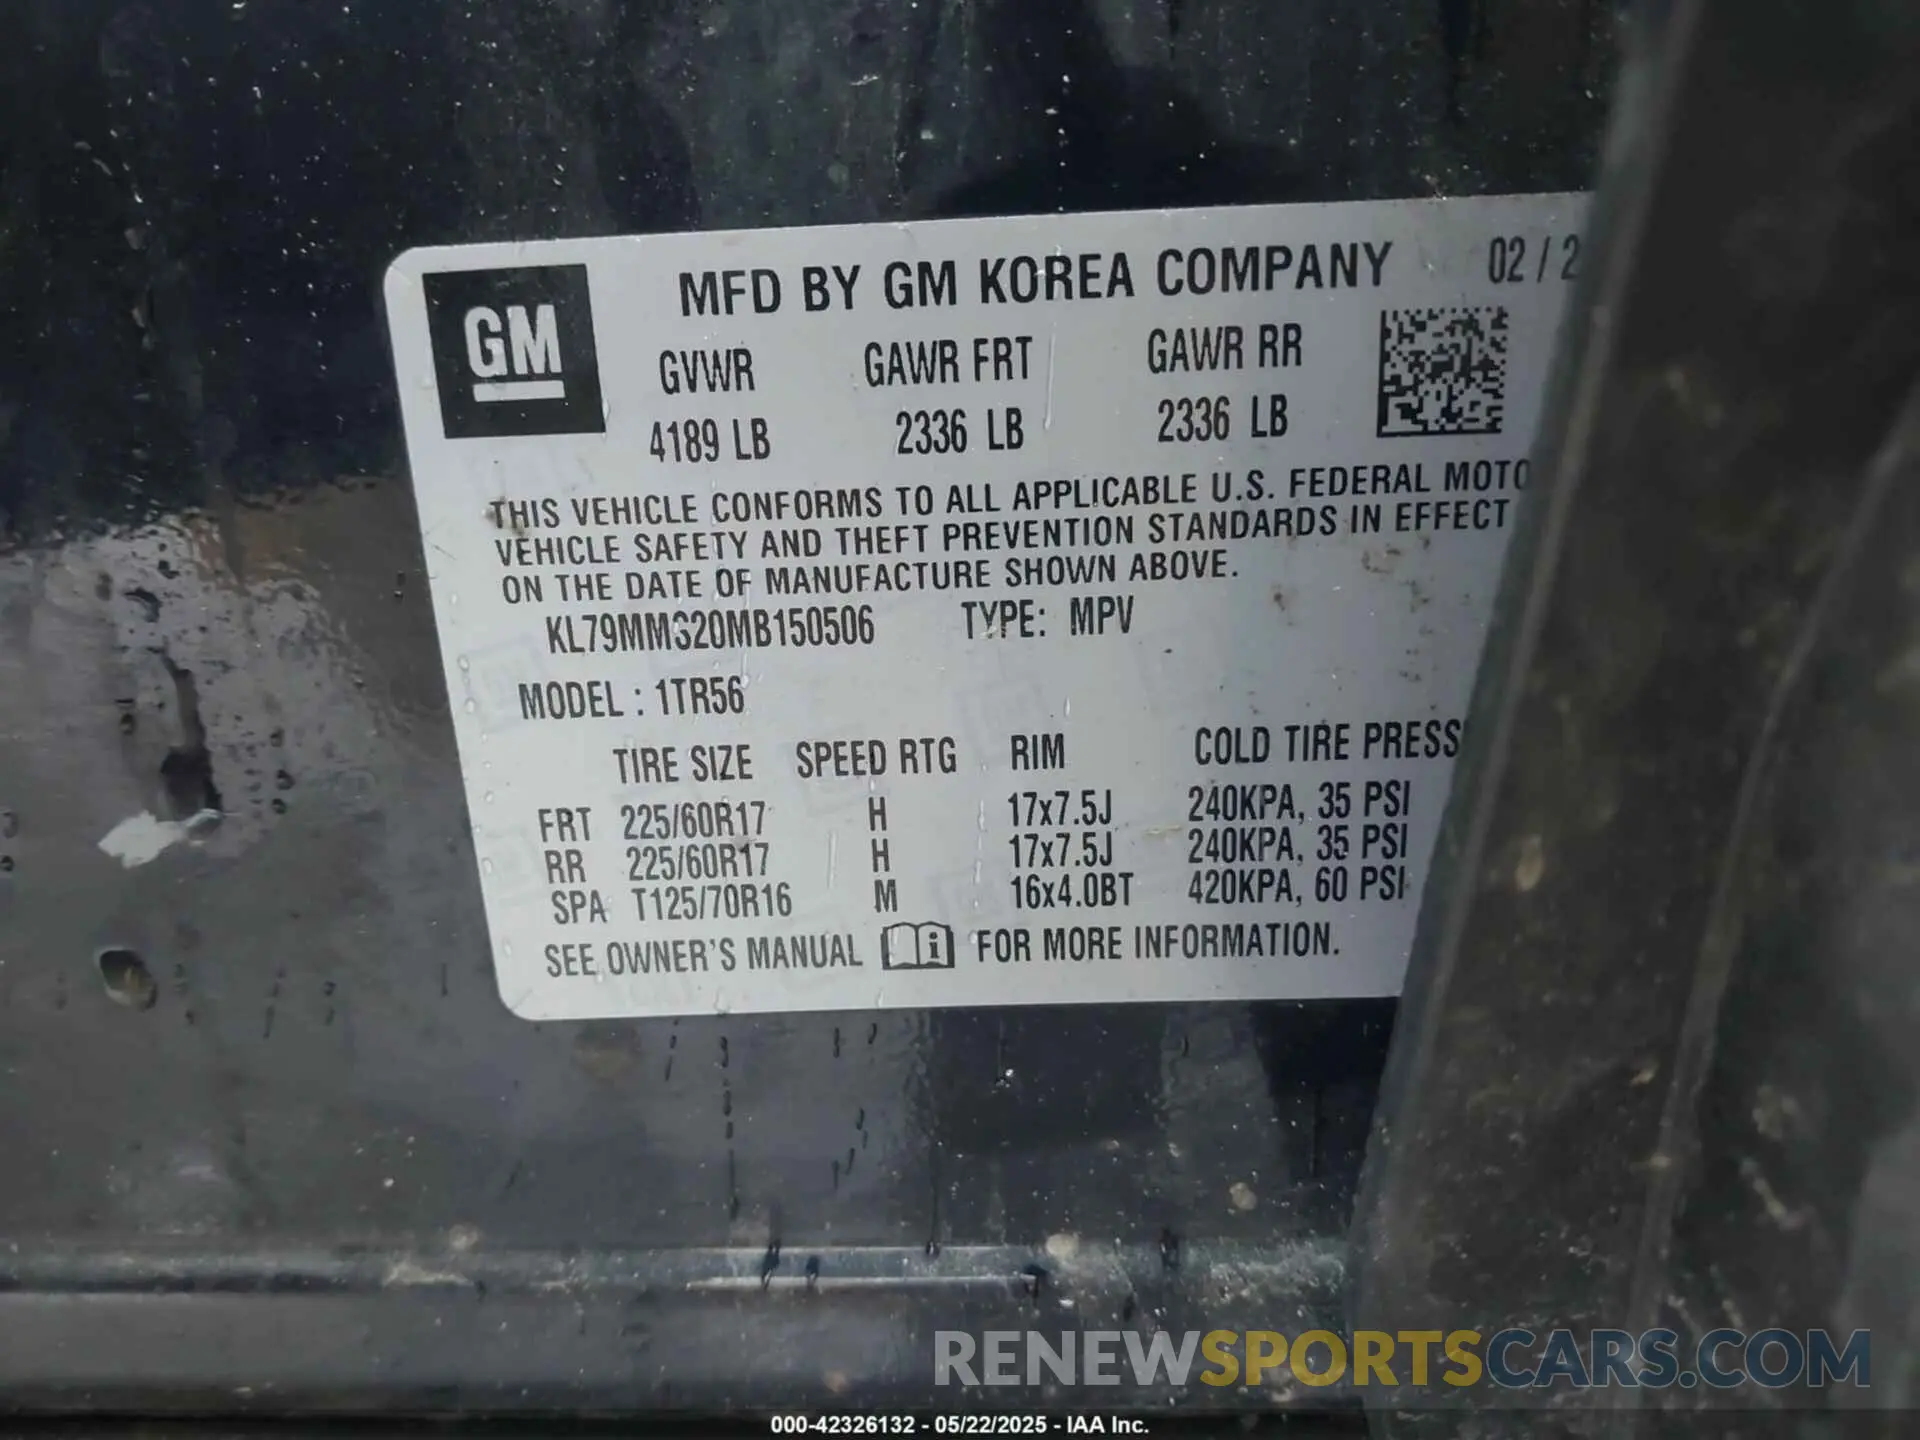 GM
MFD BY GM KOREA COMPANY 02 / 2
GVWR GAWR FRT GAWR RR
4189 LB 2336 LB 2336 LB
THIS VEHICLE CONFORMS TO ALL APPLICABLE U.S. FEDERAL MOTO
VEHICLE SAFETY AND THEFT PREVENTION STANDARDS IN EFFECT
ON THE DATE OF MANUFACTURE SHOWN ABOVE.
KL79MMS20MB150506 TYPE: MPV
MODEL : 1TR56
TIRE SIZE SPEED RTG RIM COLD TIRE PRESS
FRT 225/60R17 H 17x7.5J 240KPA, 35 PSI
RR 225/60R17 H 17x7.5J 240KPA, 35 PSI
SPA T125/70R16 M 16x4.0BT 420KPA, 60 PSI
SEE OWNER'S MANUAL i FOR MORE INFORMATION.
RENEWSPORTSCARS.COM
000-42326132 - 05/22/2025 - IAA Inc.